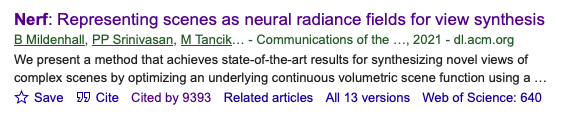 Nerf: Representing scenes as neural radiance fields for view synthesis
B Mildenhall, PP Srinivasan, M Tancik… - Communications of the …, 2021 - dl.acm.org
We present a method that achieves state-of-the-art results for synthesizing novel views of
complex scenes by optimizing an underlying continuous volumetric scene function using a …
Save Cite Cited by 9393 Related articles All 13 versions Web of Science: 640